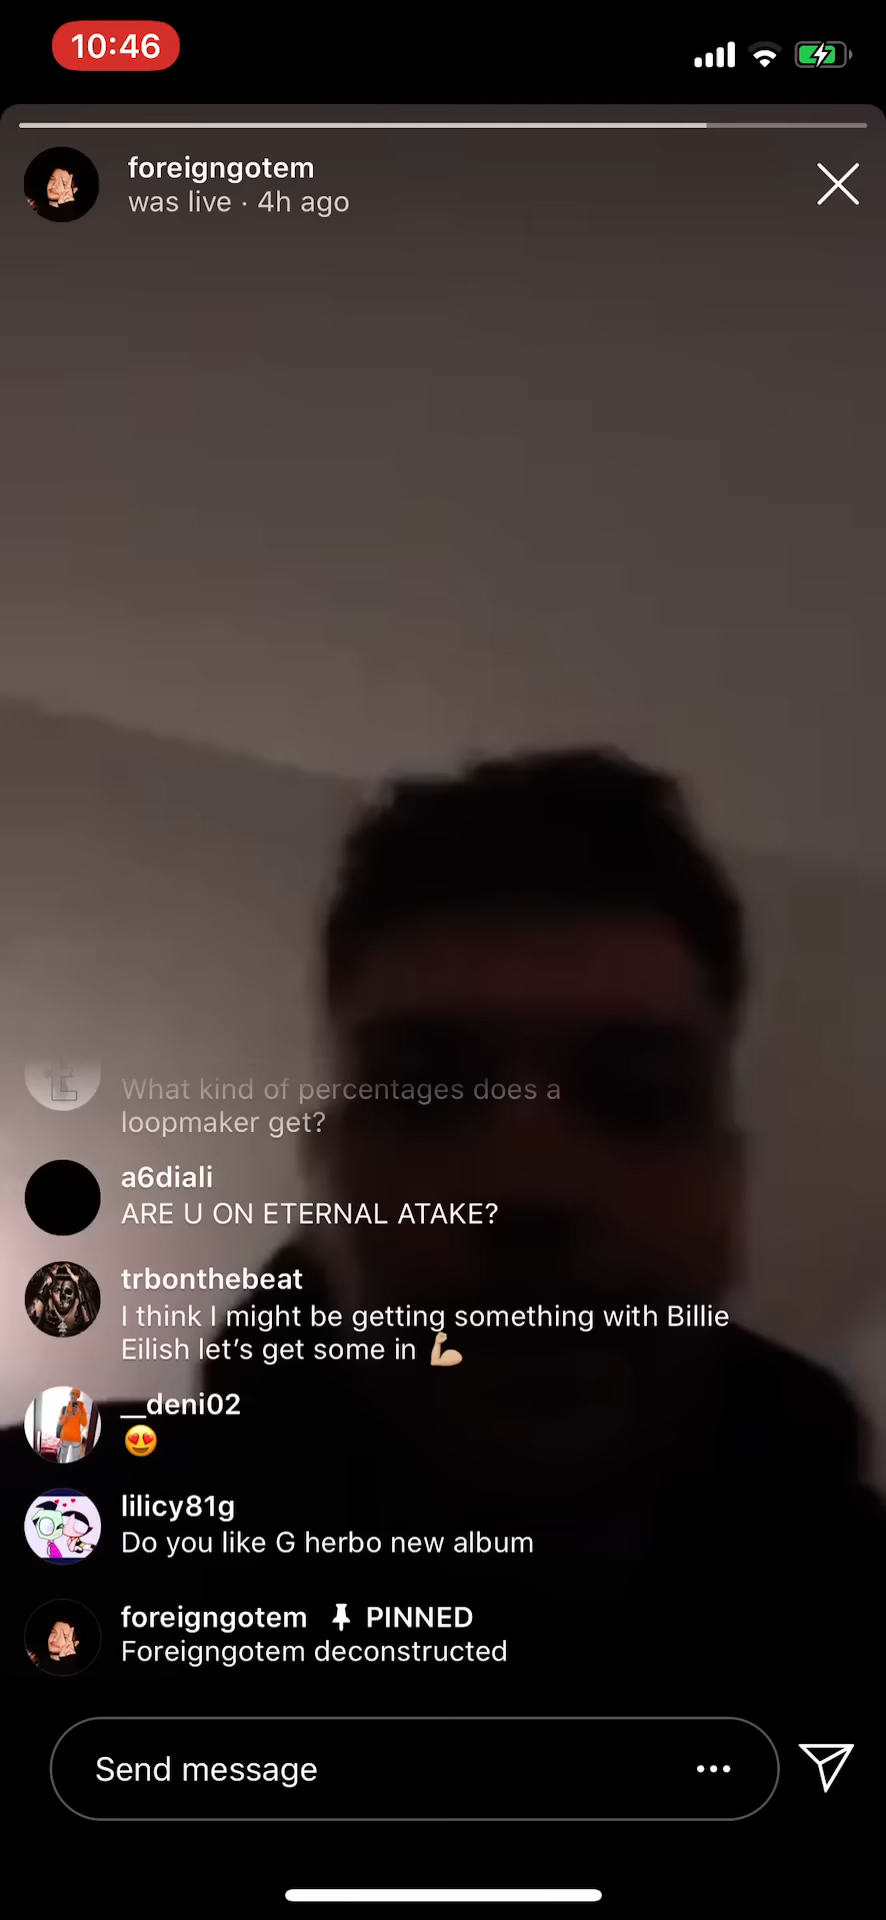 10:46
foreigngotem
was live · 4h ago
What kind of percentages does a
loopmaker get?
a6diali
ARE U ON ETERNAL ATAKE?
trbonthebeat
I think I might be getting something with Billie
Eilish let’s get some in 💪🏼
__deni02
😍
lilicy81g
Do you like G herbo new album
foreigngotem 📌 PINNED
Foreigngotem deconstructed
Send message